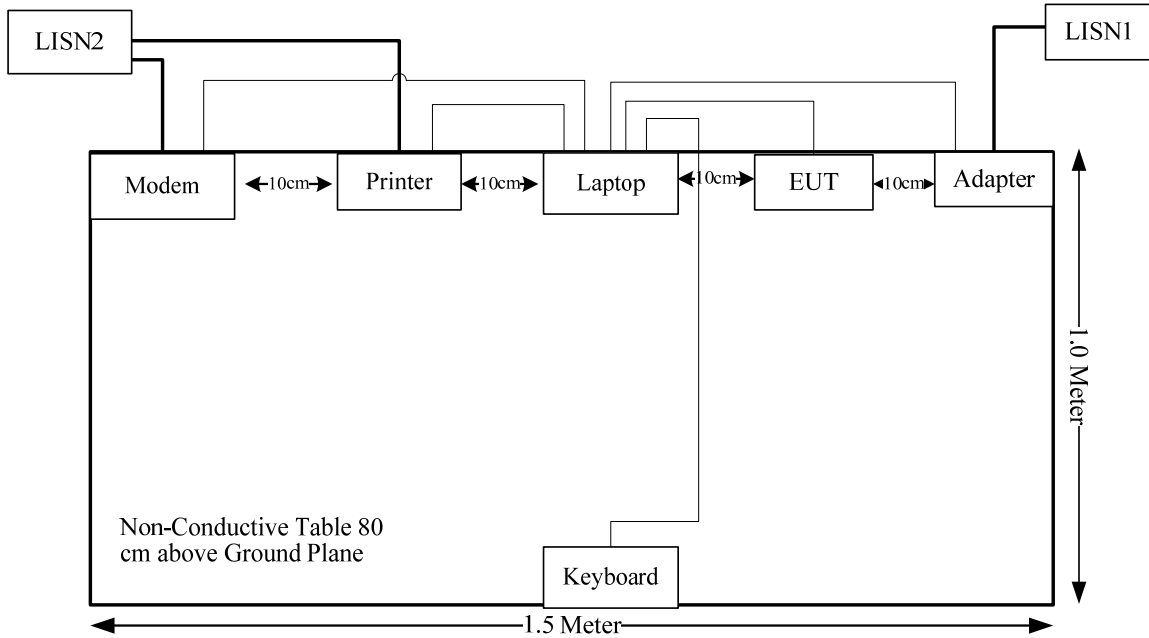 LISN2
LISN1
Modem
10cm
Printer
10cm
Laptop
10cm
EUT
10cm
Adapter
1.0 Meter
Non-Conductive Table 80
cm above Ground Plane
Keyboard
1.5 Meter